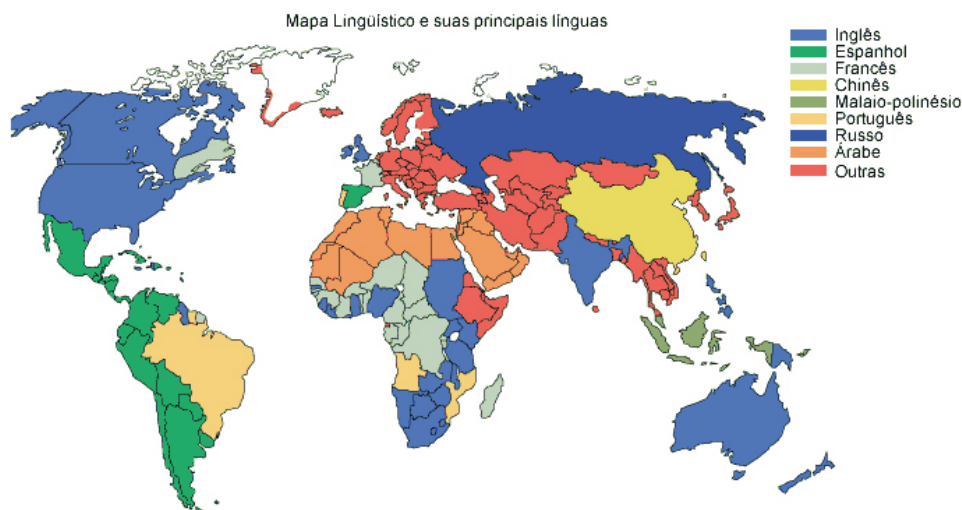 Mapa Lingüístico e suas principais línguas
Inglês
Espanhol
Francês
Chinês
Malaio-polinésio
Português
Russo
Árabe
Outras